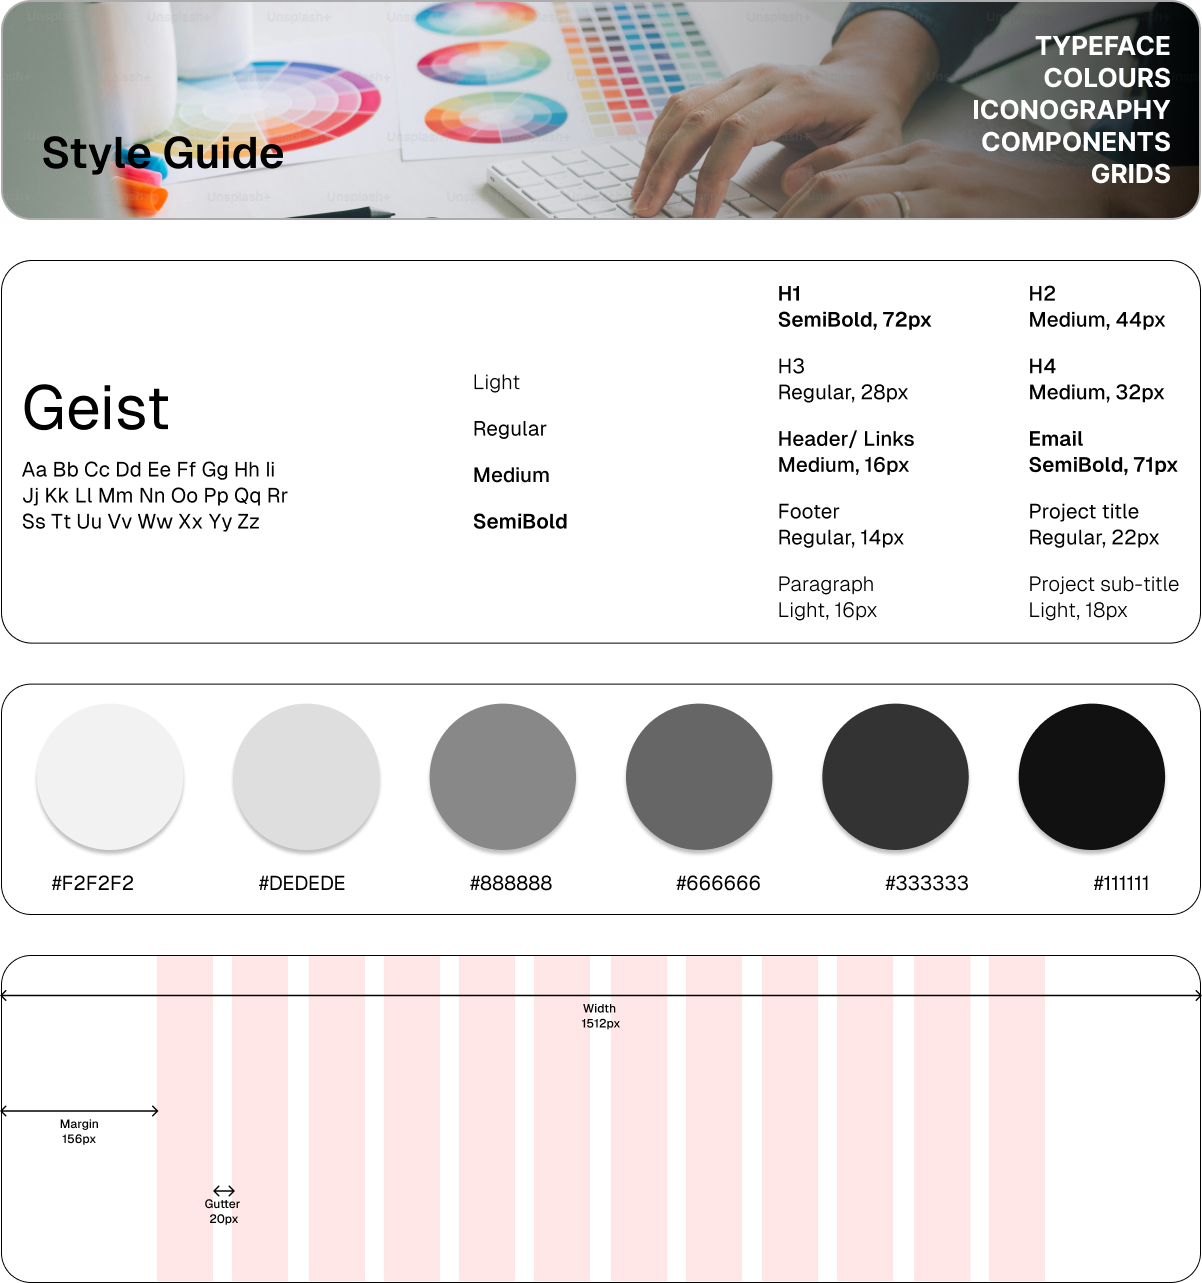 Style Guide
TYPEFACE
COLOURS
ICONOGRAPHY
COMPONENTS
GRIDS
Geist
Aa Bb Cc Dd Ee Ff Gg Hh Ii
Jj Kk Ll Mm Nn Oo Pp Qq Rr
Ss Tt Uu Vv Ww Xx Yy Zz
Light
Regular
Medium
SemiBold
H1
SemiBold, 72px
H2
Medium, 44px
H3
Regular, 28px
H4
Medium, 32px
Header/ Links
Medium, 16px
Email
SemiBold, 71px
Footer
Regular, 14px
Project title
Regular, 22px
Paragraph
Light, 16px
Project sub-title
Light, 18px
#F2F2F2
#DEDEDE
#888888
#666666
#333333
#111111
Width
1512px
Margin
156px
Gutter
20px